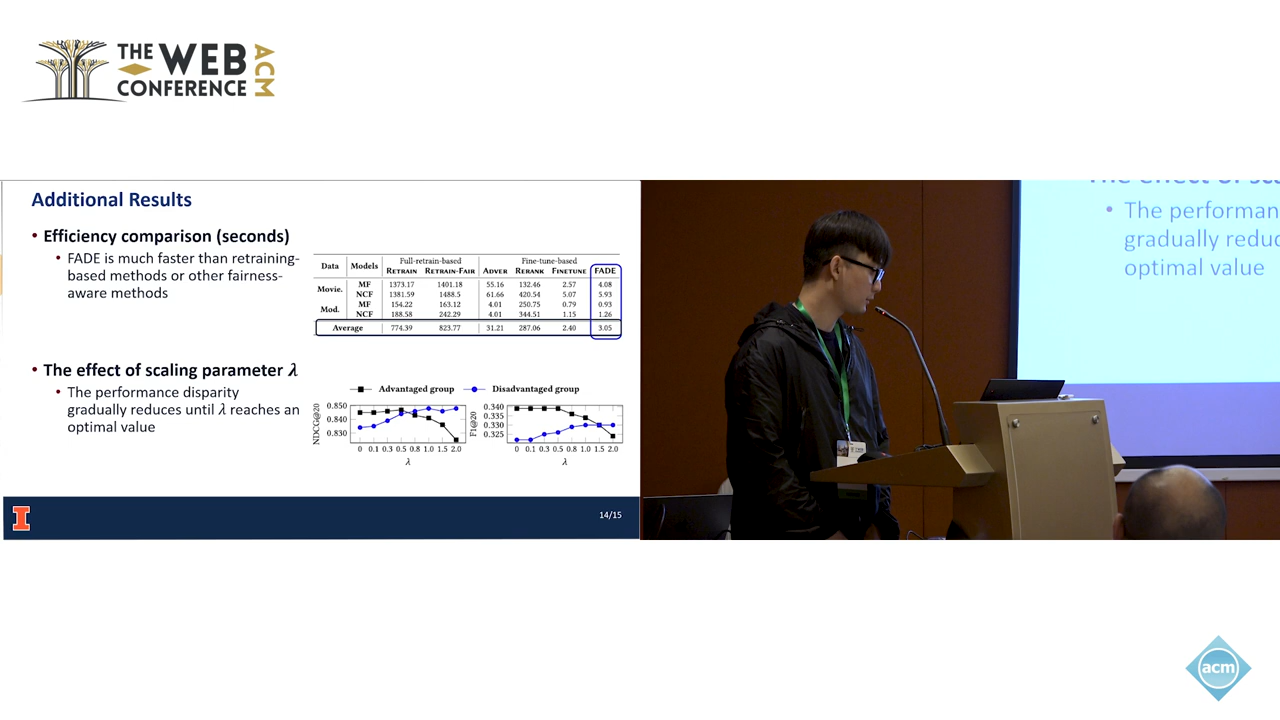 THE WEB
CONFERENCE
ACM
Additional Results
• Efficiency comparison (seconds)
• FADE is much faster than retraining-
based methods or other fairness-
aware methods
Data Models Full-retrain-based Fine-tune-based
RETRAIN RETRAIN-FAIR ADVER RERANK FINETUNE FADE
Movie. MF 1373.17 1401.18 55.16 132.46 2.57 4.08
NCF 1381.59 1488.5 61.66 420.54 5.07 5.93
Mod. MF 154.22 163.12 4.01 250.75 0.79 0.93
NCF 188.58 242.29 4.01 344.51 1.15 1.26
Average 774.39 823.77 31.21 287.06 2.40 3.05
• The effect of scaling parameter λ
• The performance disparity
gradually reduces until λ reaches an
optimal value
Advantaged group Disadvantaged group
NDCG@20
0.850
0.840
0.830
0 0.1 0.3 0.5 0.8 1.0 1.5 2.0
λ
F1@20
0.340
0.335
0.330
0.325
0 0.1 0.3 0.5 0.8 1.0 1.5 2.0
λ
I
14/15
• The performan
gradually reduc
optimal value
acm